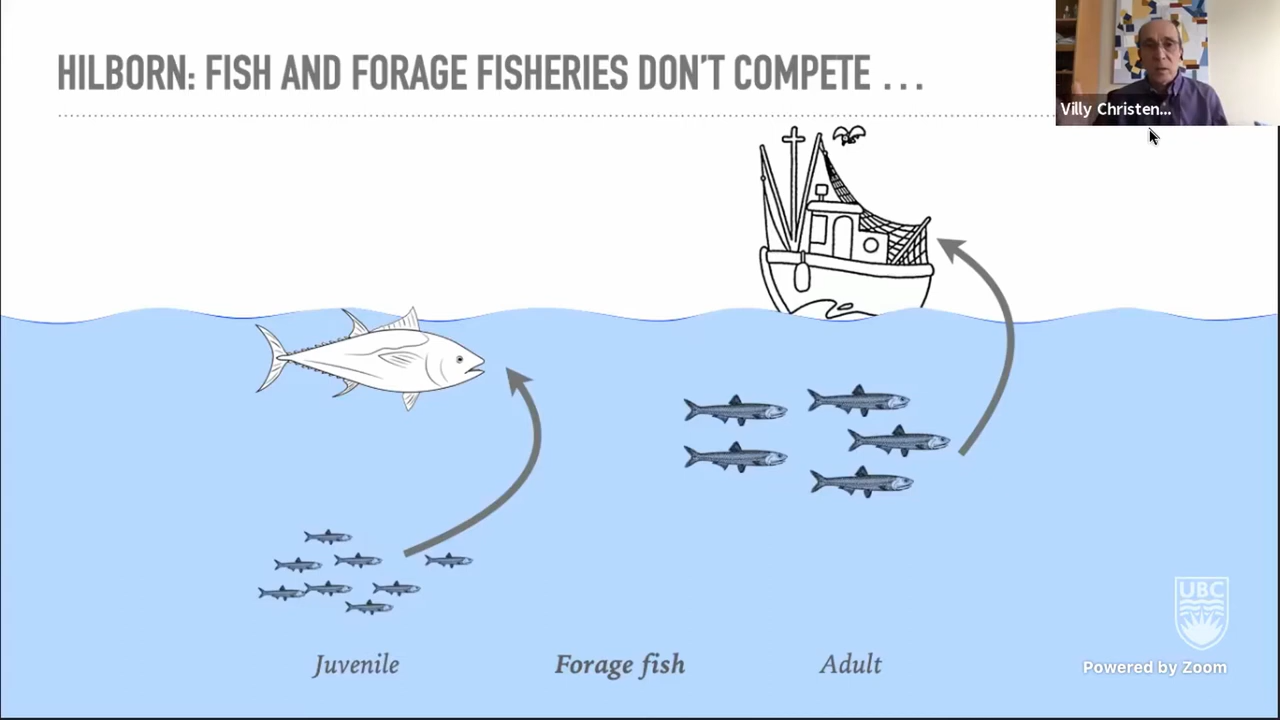 HILBORN: FISH AND FORAGE FISHERIES DON'T COMPETE ...
Villy Christen...
UBC
Powered by Zoom
Juvenile
Forage fish
Adult